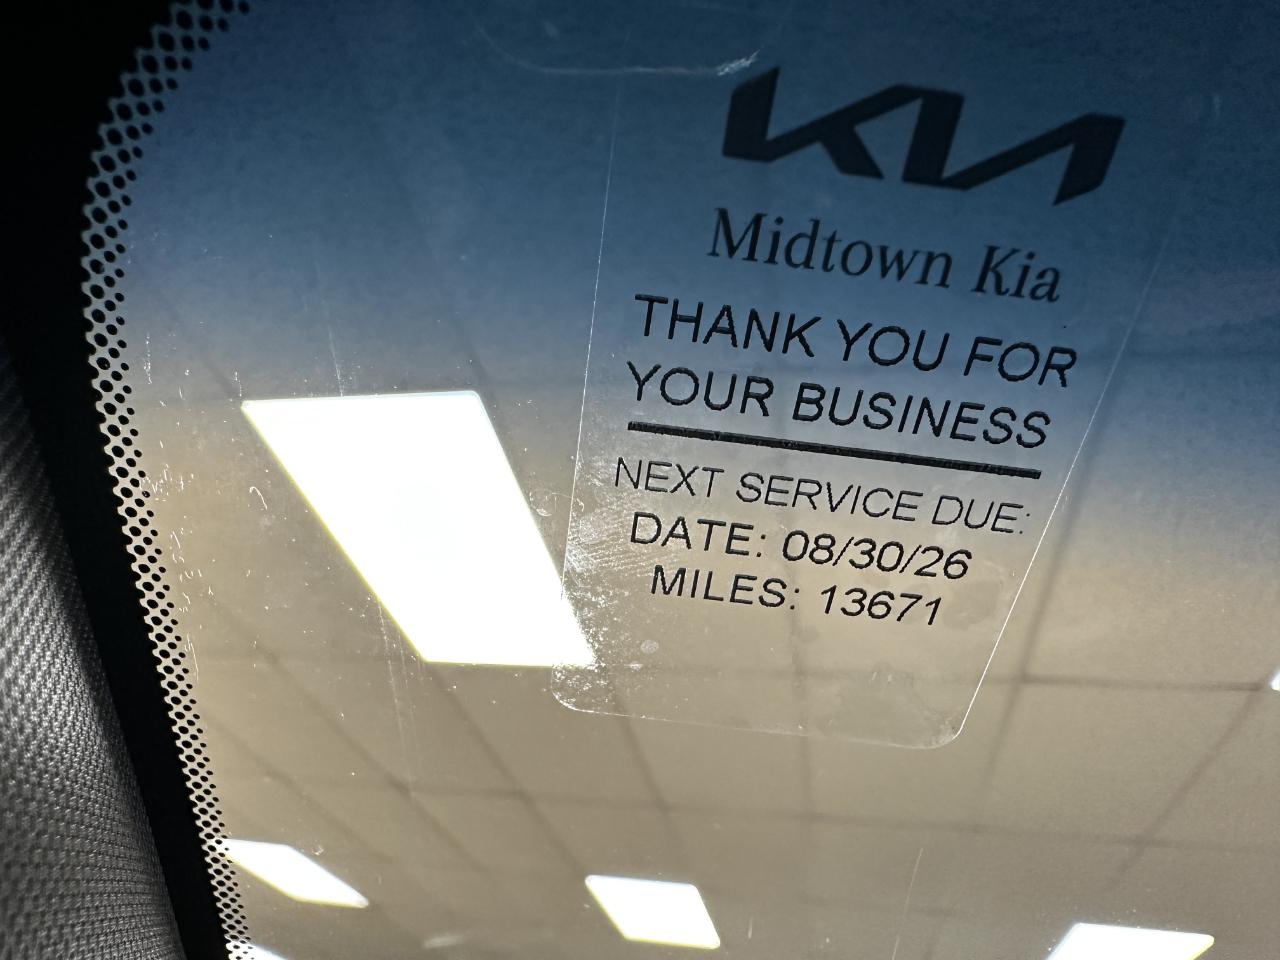 KIA
Midtown Kia
THANK YOU FOR
YOUR BUSINESS
NEXT SERVICE DUE:
DATE: 08/30/26
MILES: 13671